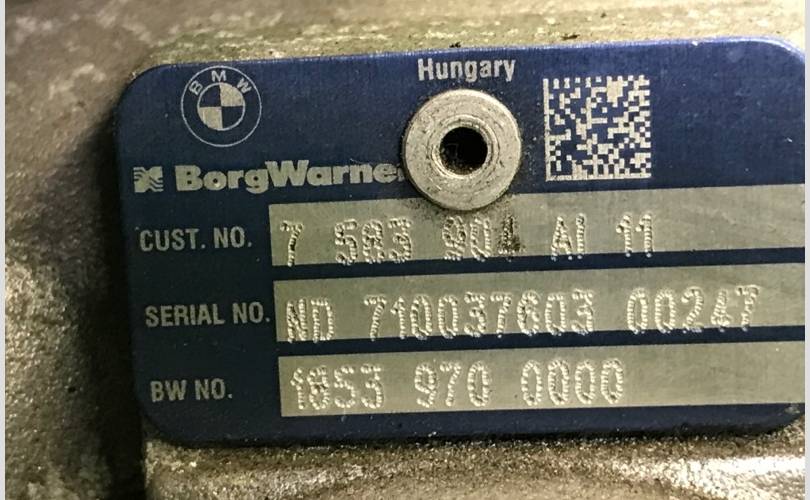 Hungary
BMW
BorgWarner
CUST. NO. 7 583 901 AI 11
SERIAL NO. ND 710037603 00247
BW NO. 1853 970 0000